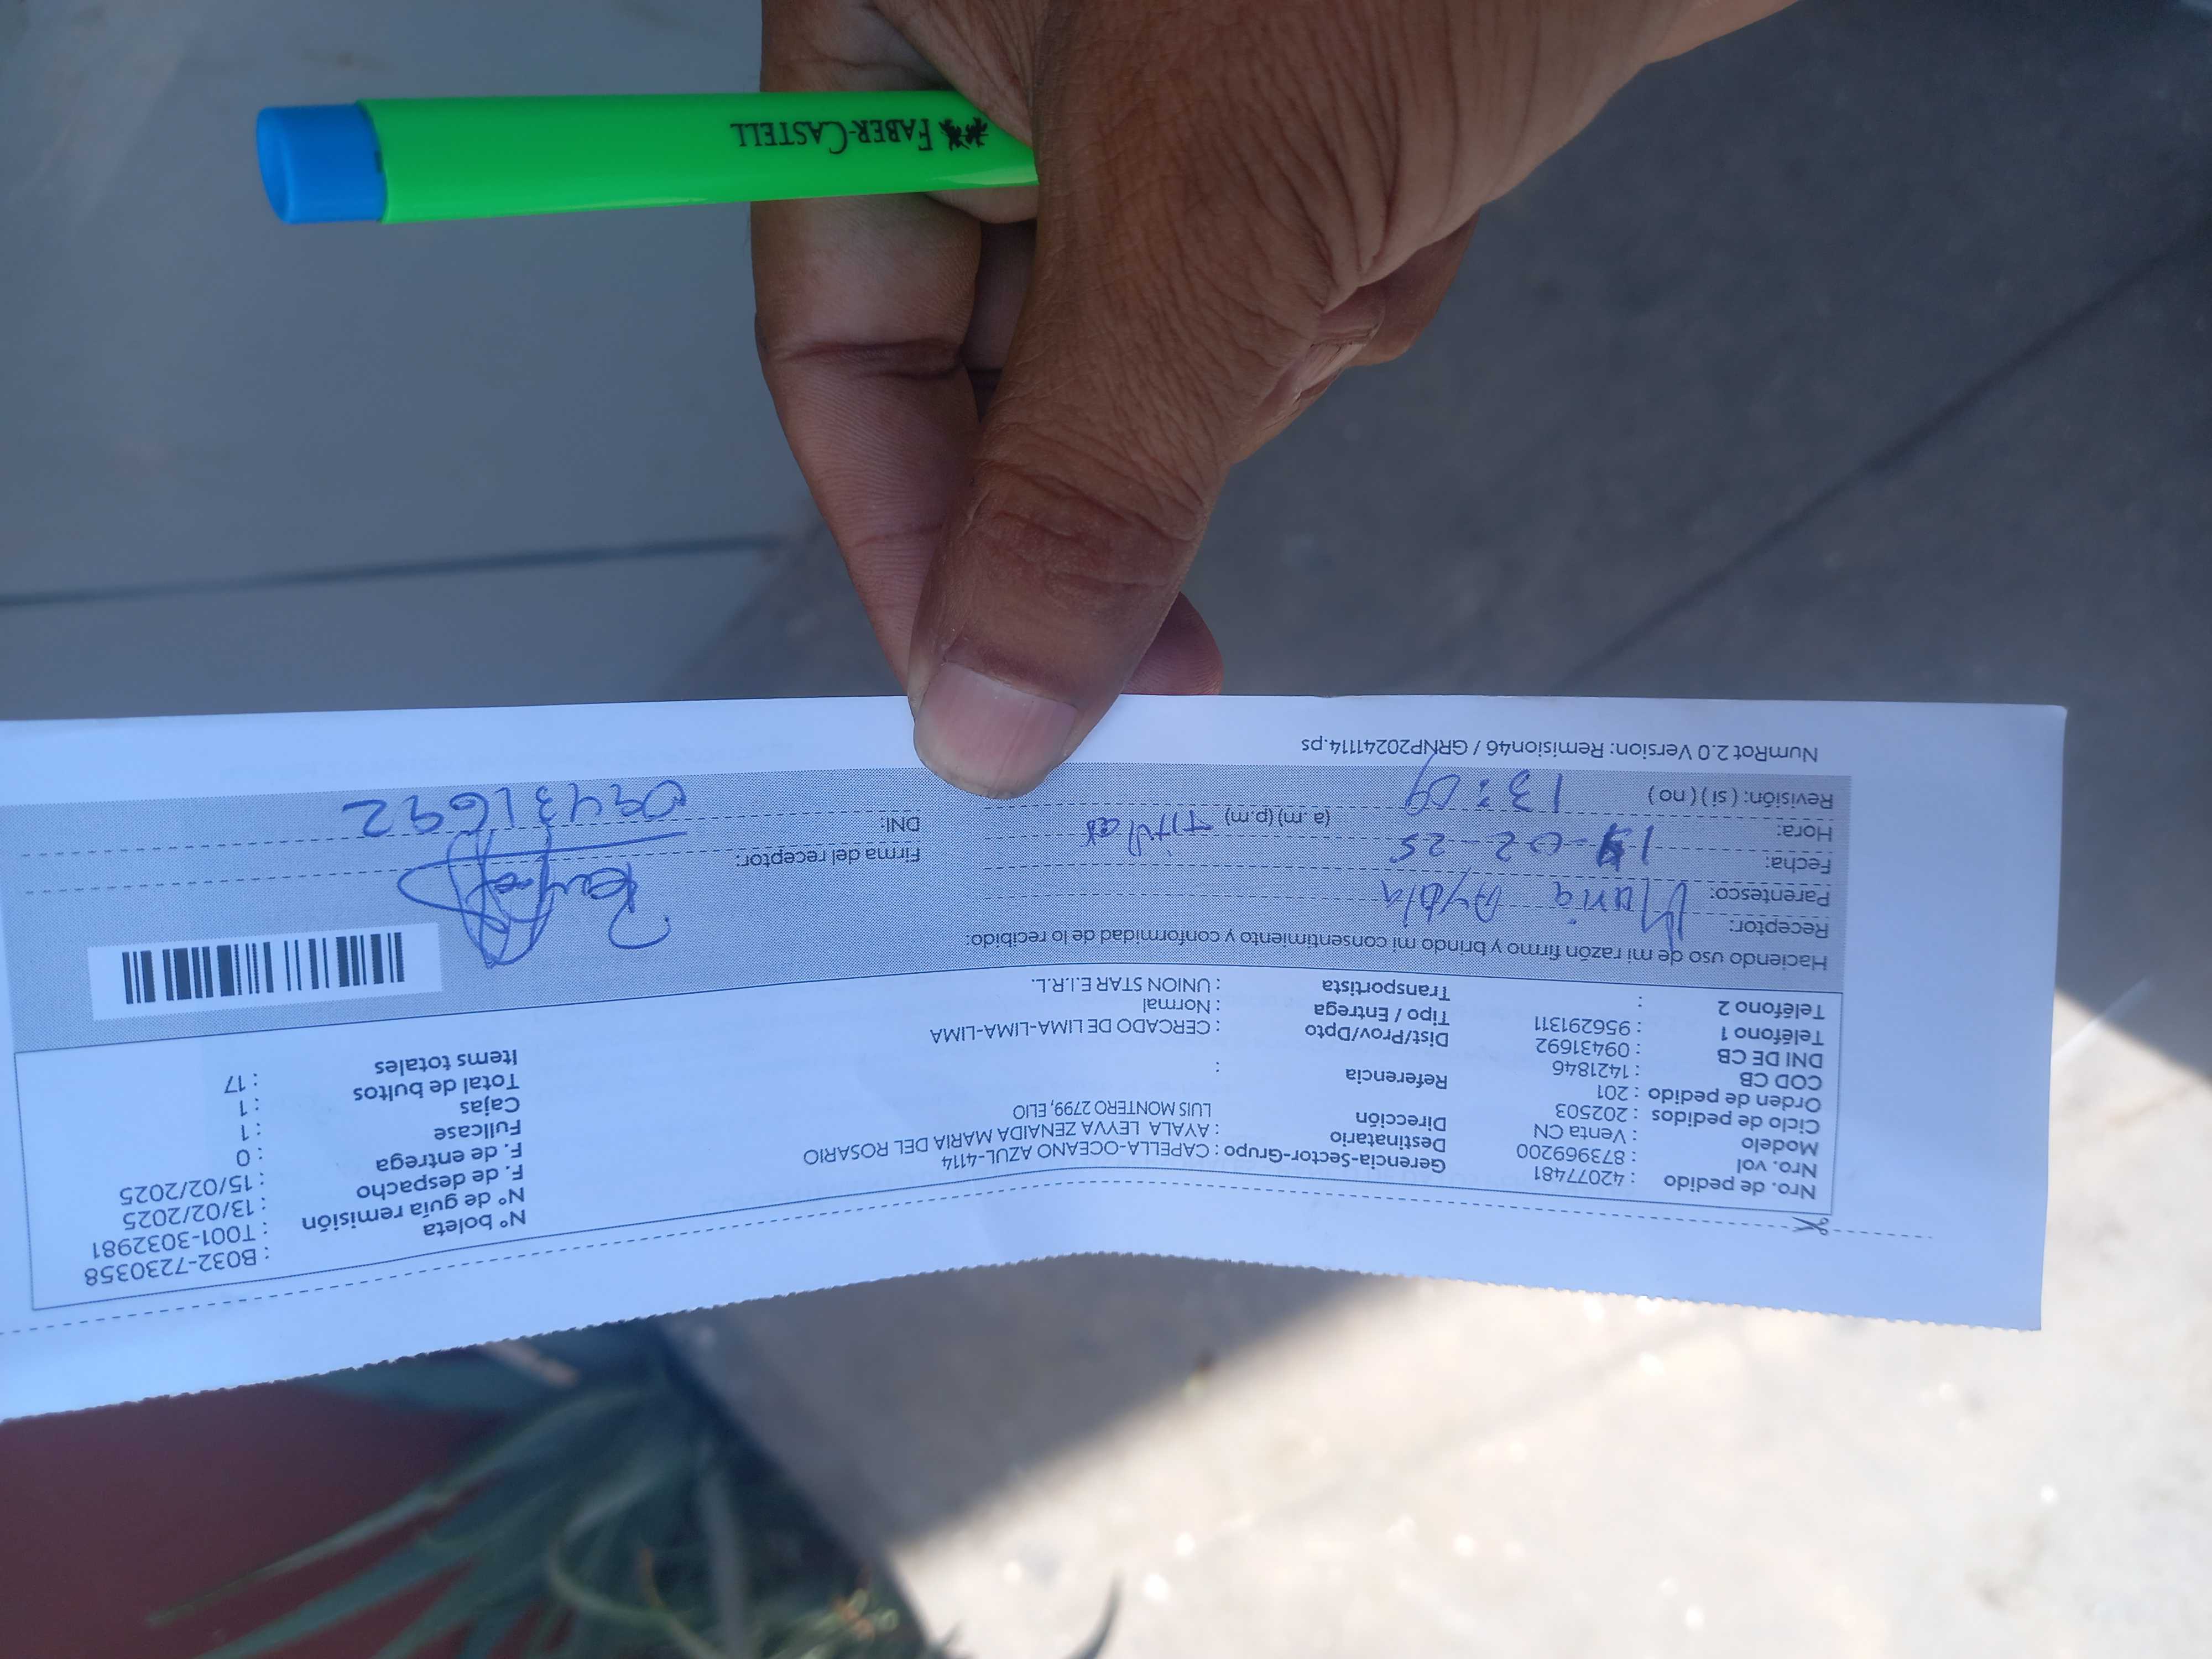 Nro. de pedido : 42077481
Nro. vol : 873969200
Modelo : Venta CN
Ciclo de pedidos : 202503
Orden de pedido : 201
COD CB : 1421846
DNI DE CB : 09431692
Teléfono 1 : 956291311
Teléfono 2 :
Gerencia-Sector-Grupo : CAPELLA-OCEANO AZUL-4114
Destinatario : AYALA LEYVA ZENAIDA MARIA DEL ROSARIO
Dirección LUIS MONTERO 2799, ELIO
Referencia :
Dist/Prov/Dpto : CERCADO DE LIMA-LIMA-LIMA
Tipo / Entrega : Normal
Transportista : UNION STAR E.I.R.L.
N° boleta : B032-7230358
N° de guía remisión : T001-3032981
F. de despacho : 13/02/2025
F. de entrega : 15/02/2025
Fullcase : 0
Cajas : 1
Total de bultos : 1
Items totales : 17
Haciendo uso de mi razón firmo y brindo mi consentimiento y conformidad de lo recibido:
Receptor: Maria Ayala
Parentesco: titular
Fecha: -02-25
Hora: 13:09 (a.m) (p.m)
Revisión: ( si ) ( no )
Firma del receptor:
DNI: 09431692
NumRot 2.0 Version: Remision46 / GRNP20241114.ps
FABER-CASTELL